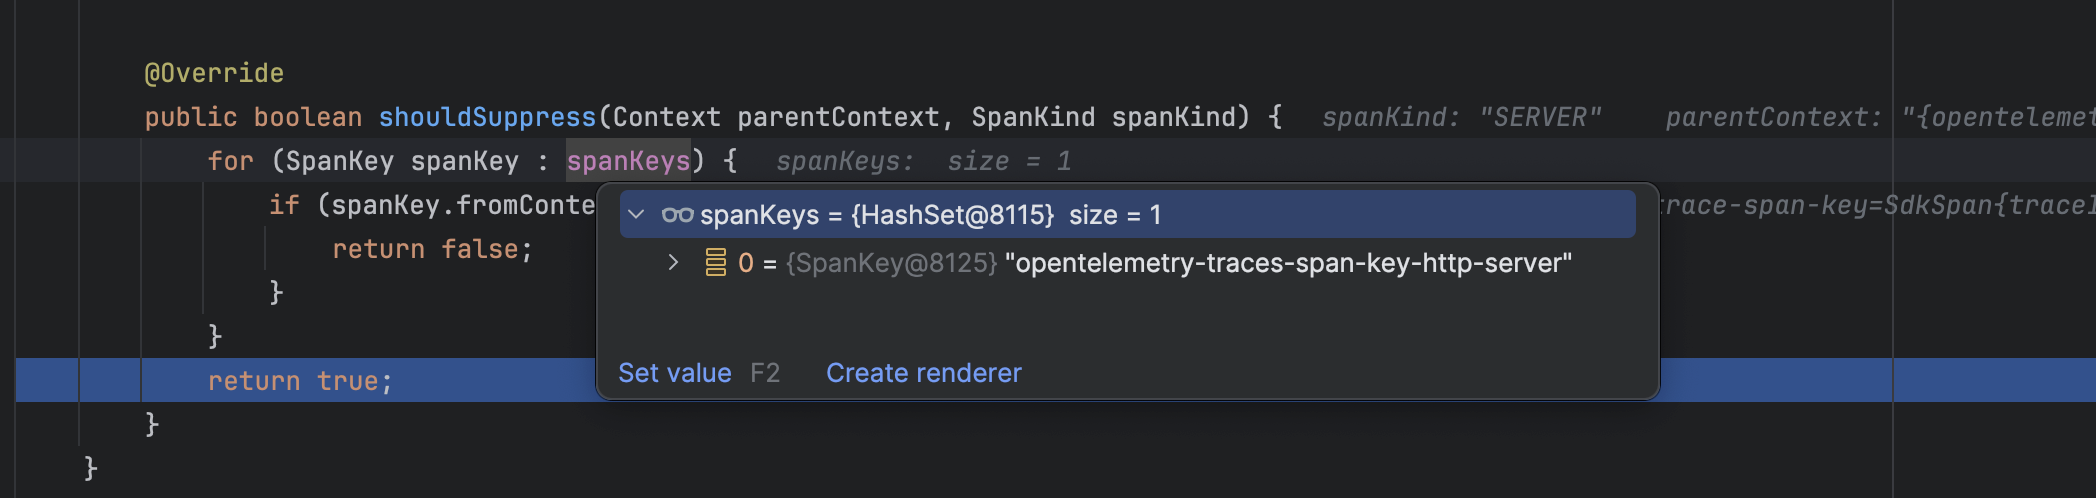 @Override
public boolean shouldSuppress(Context parentContext, SpanKind spanKind) { spanKind: "SERVER" parentContext: "{opentelemet
for (SpanKey spanKey : spanKeys) { spanKeys: size = 1
if (spanKey.fromConte
race-span-key=SdkSpan{traceI
spanKeys = {HashSet@8115} size = 1
return false;
0 = {SpanKey@8125} "opentelemetry-traces-span-key-http-server"
}
}
Set value F2 Create renderer
return true;
}
}